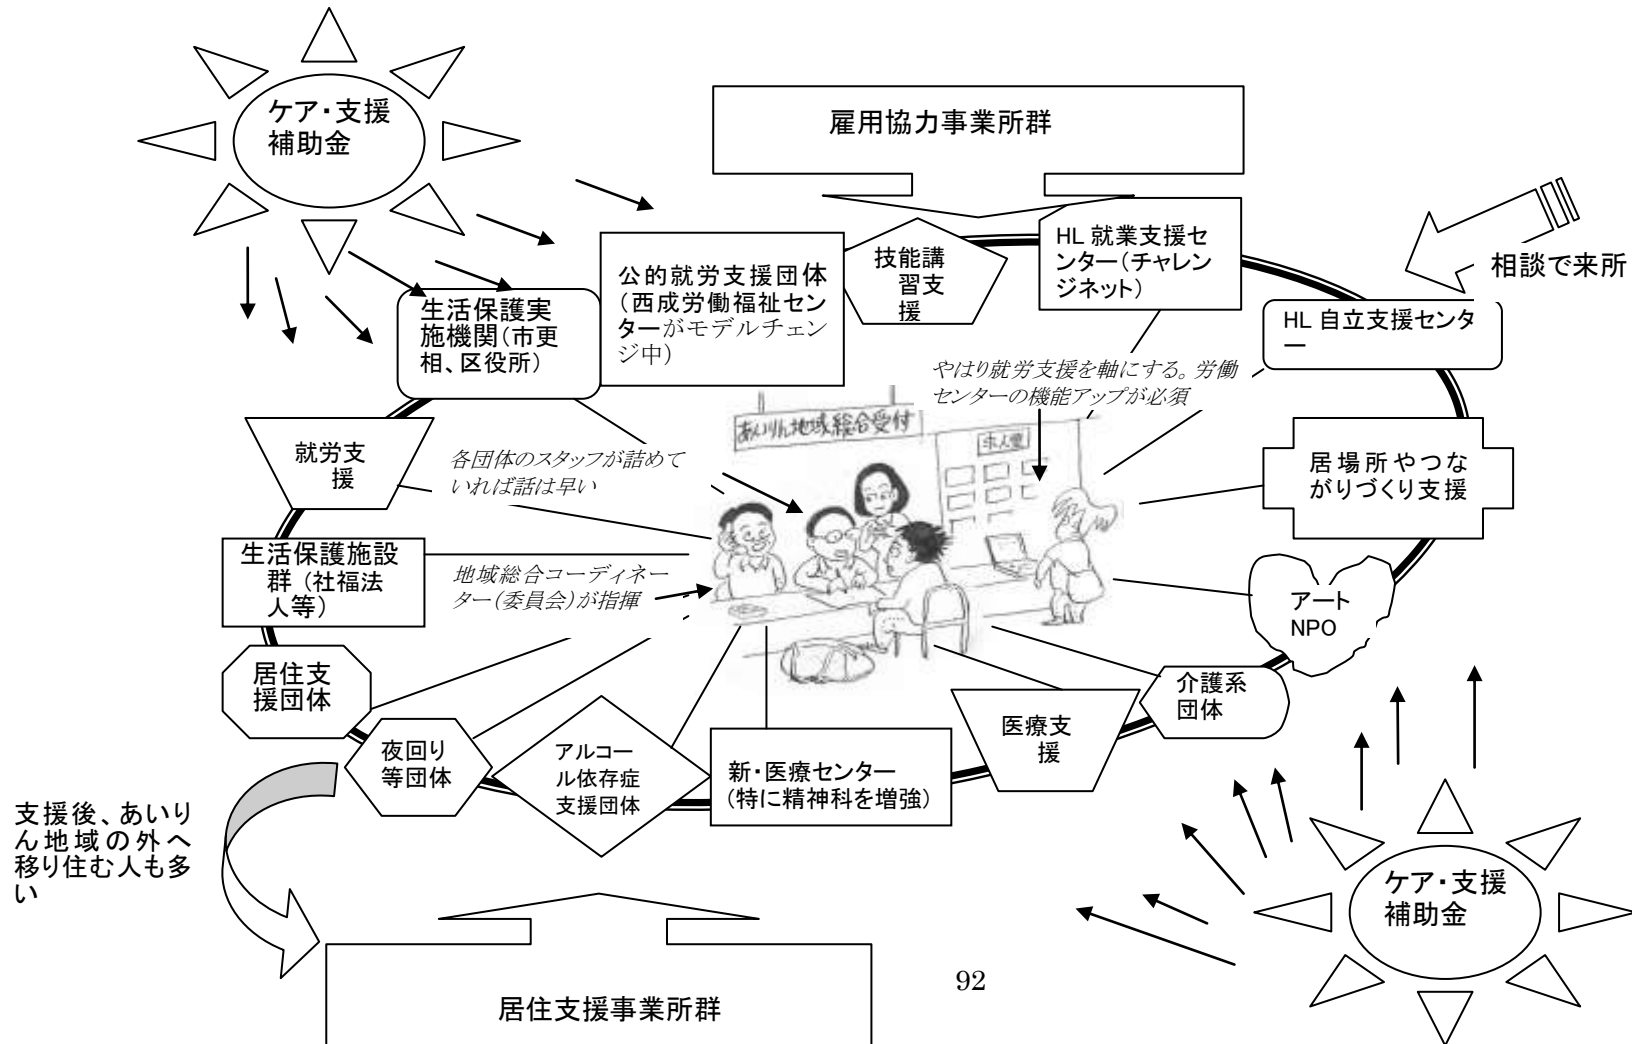 ケア・支援
補助金
雇用協力事業所群
相談で来所
公的就労支援団体
(西成労働福祉セン
ターがモデルチェン
ジ中)
技能講
習支
援
HL 就業支援セ
ンター(チャレン
ジネット)
HL 自立支援センタ
ー
生活保護実
施機関(市更
相、区役所)
やはり就労支援を軸にする。労働
センターの機能アップが必須
あいりん地域総合受付
求人票
就労支
援
各団体のスタッフが詰めて
いれば話は早い
居場所やつな
がりづくり支援
生活保護施設
群(社福法
人等)
地域総合コーディネー
ター(委員会)が指揮
アート
NPO
居住支
援団体
介護系
団体
夜回り
等団体
アルコー
ル依存症
支援団体
新・医療センター
(特に精神科を増強)
医療支
援
支援後、あいり
ん地域の外へ
移り住む人も多
い
ケア・支援
補助金
居住支援事業所群
92